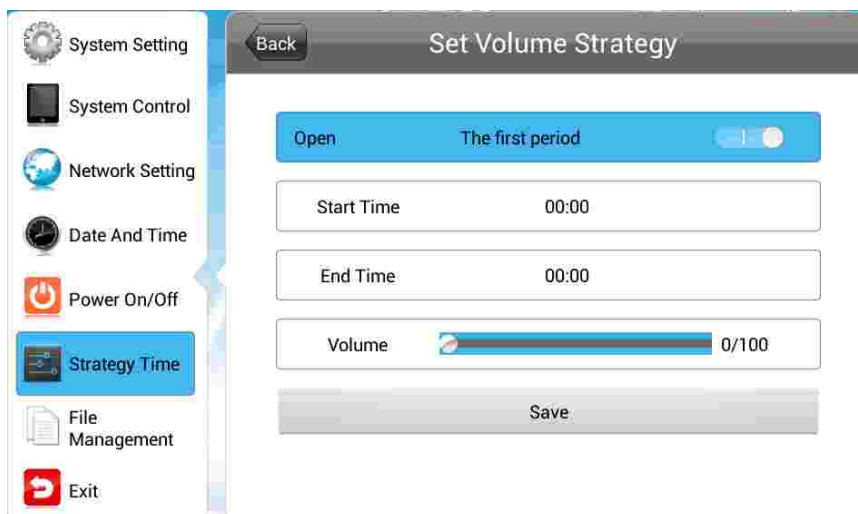 System Setting
System Control
Network Setting
Date And Time
Power On/Off
Strategy Time
File
Management
Exit
Back
Set Volume Strategy
Open The first period
Start Time 00:00
End Time 00:00
Volume 0/100
Save